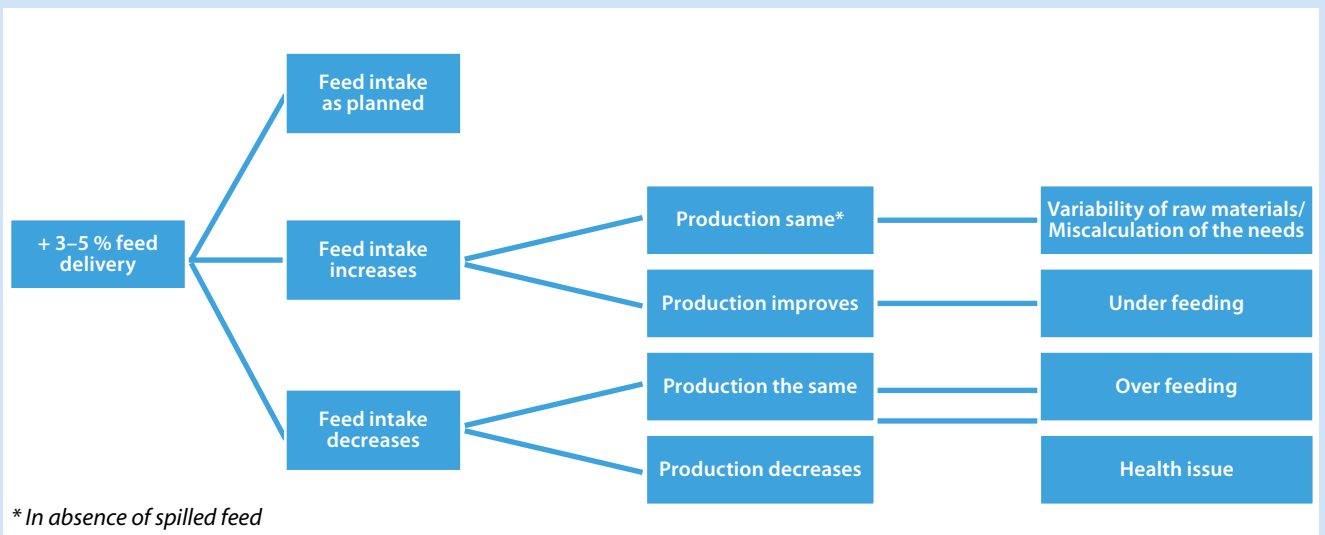 Feed intake
as planned
+ 3–5 % feed
delivery
Feed intake
increases
Production same*
Variability of raw materials/
Miscalculation of the needs
Production improves
Under feeding
Feed intake
decreases
Production the same
Over feeding
Production decreases
Health issue
* In absence of spilled feed